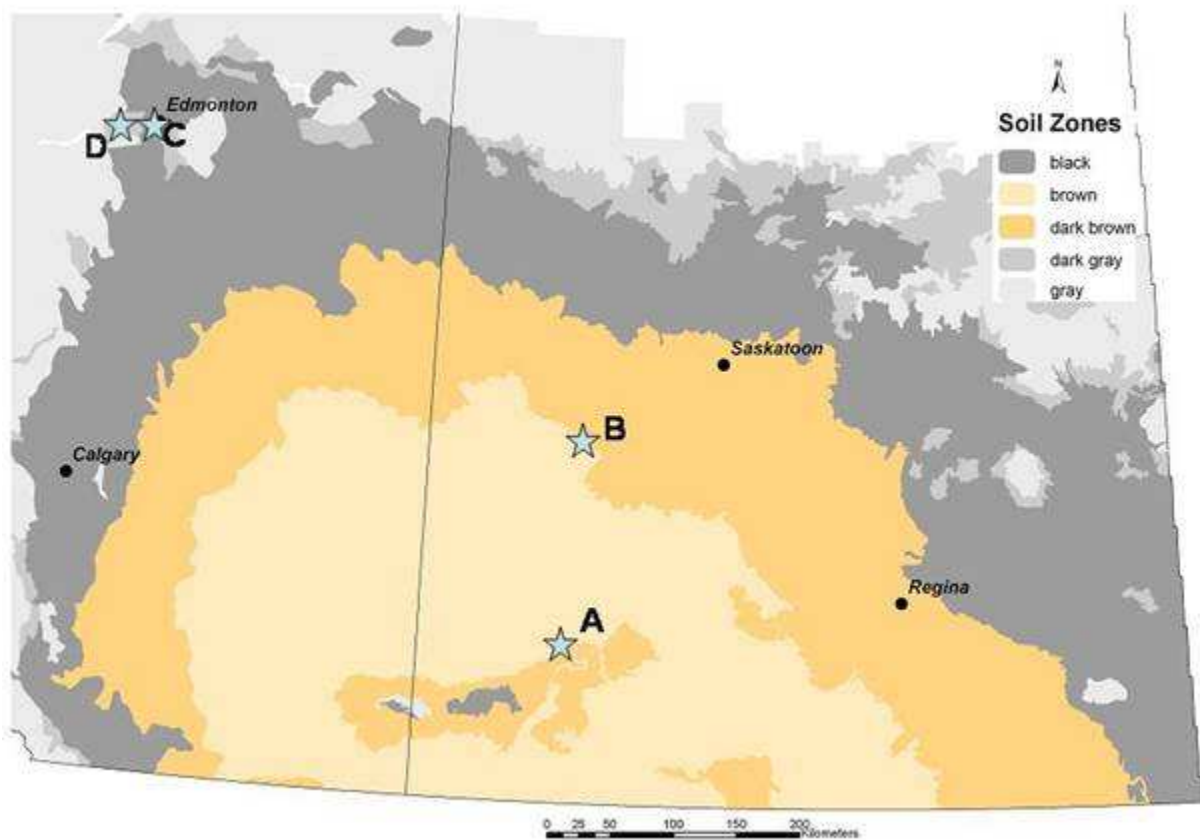 N
Edmonton
D
C
Soil Zones
black
brown
dark brown
dark gray
gray
Saskatoon
B
Calgary
Regina
A
0 25 50 100 150 200
Kilometers